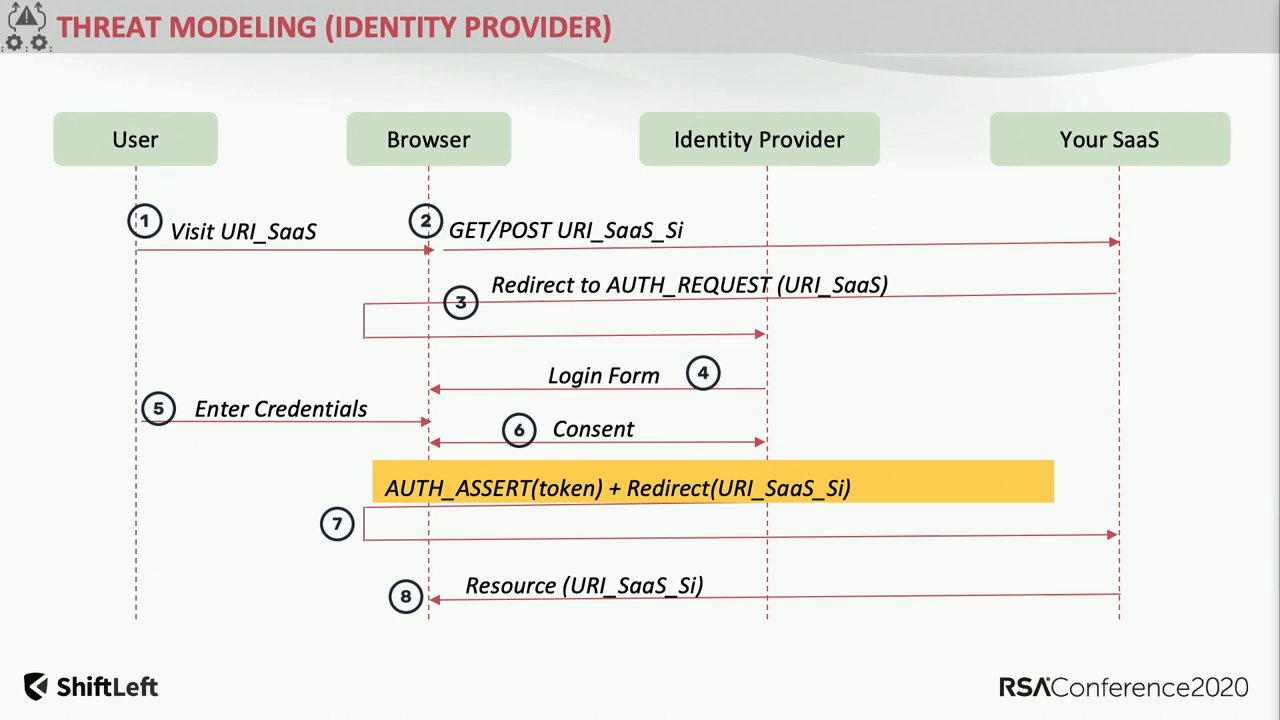 THREAT MODELING (IDENTITY PROVIDER)
User
Browser
Identity Provider
Your SaaS
1
Visit URI_SaaS
2
GET/POST URI_SaaS_Si
Redirect to AUTH_REQUEST (URI_SaaS)
3
Login Form
4
5
Enter Credentials
6
Consent
AUTH_ASSERT(token) + Redirect(URI_SaaS_Si)
7
8
Resource (URI_SaaS_Si)
ShiftLeft
RSAConference2020